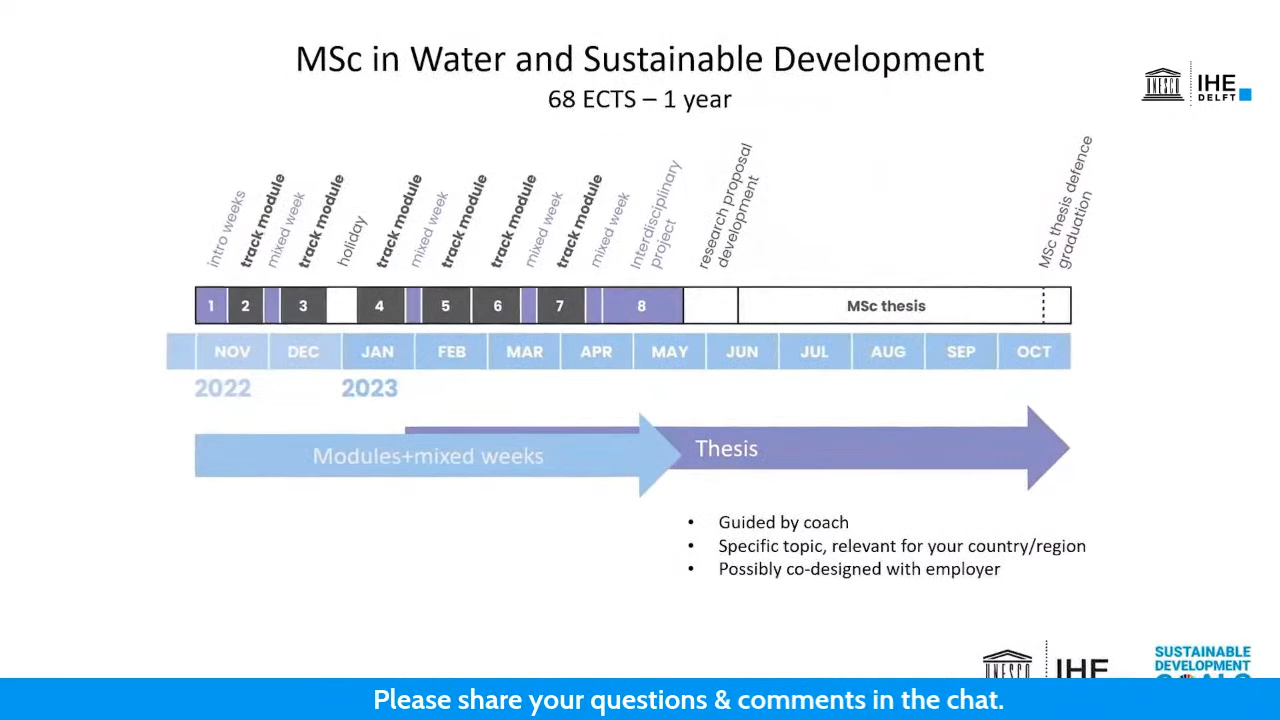 MSc in Water and Sustainable Development
68 ECTS – 1 year
UNESCO
IHE
DELFT
intro weeks
track module
mixed week
track module
holiday
track module
mixed week
track module
track module
mixed week
track module
mixed week
Interdisciplinary
project
research proposal
development
MSc thesis defence
graduation
1
2
3
4
5
6
7
8
MSc thesis
NOV
DEC
JAN
FEB
MAR
APR
MAY
JUN
JUL
AUG
SEP
OCT
2022
2023
Modules+mixed weeks
Thesis
• Guided by coach
• Specific topic, relevant for your country/region
• Possibly co-designed with employer
UNESCO
IHE
SUSTAINABLE
DEVELOPMENT
GOALS
Please share your questions & comments in the chat.